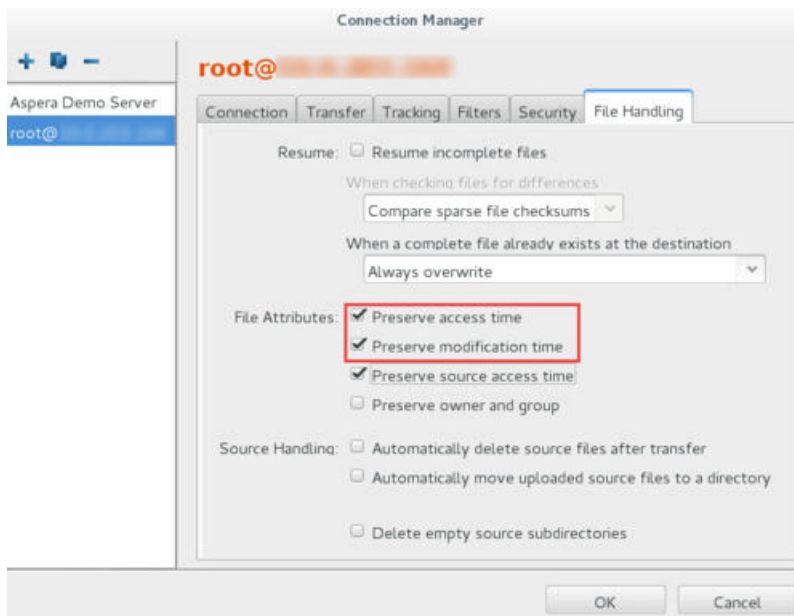 Connection Manager
root@
Aspera Demo Server
root@
Connection Transfer Tracking Filters Security File Handling
Resume: Resume incomplete files
When checking files for differences
Compare sparse file checksums
When a complete file already exists at the destination
Always overwrite
File Attributes: Preserve access time
Preserve modification time
Preserve source access time
Preserve owner and group
Source Handling: Automatically delete source files after transfer
Automatically move uploaded source files to a directory
Delete empty source subdirectories
OK Cancel